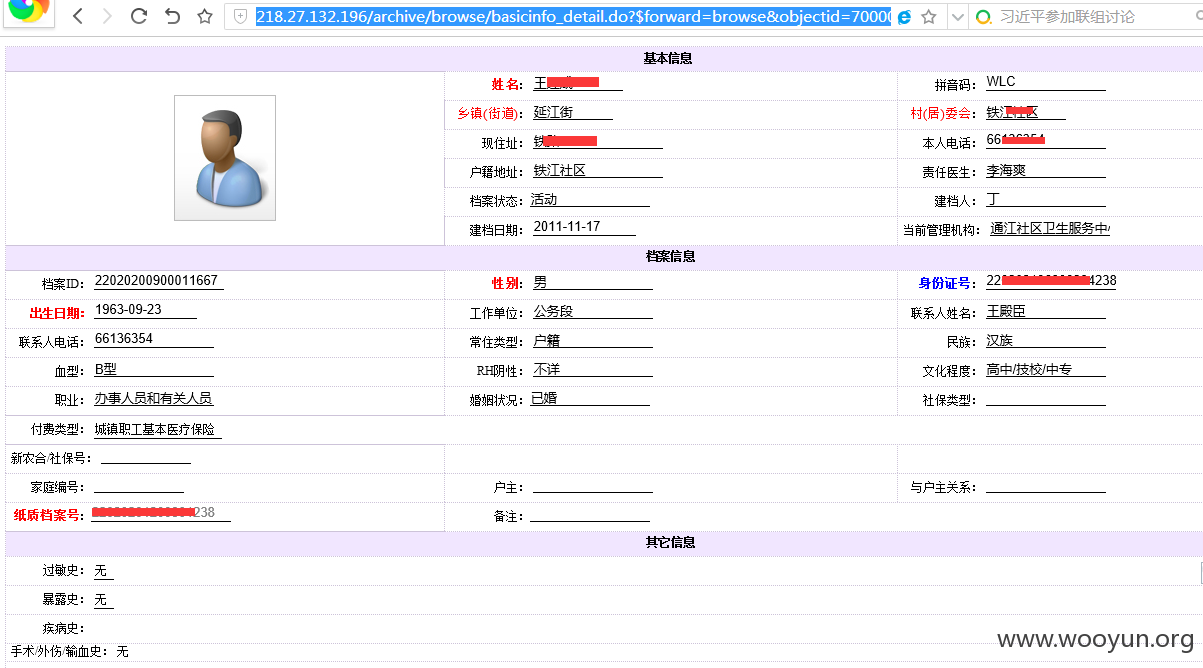 218.27.132.196/archive/browse/basicinfo_detail.do?$forward=browse&objectid=7000 习近平参加联组讨论
基本信息
姓名： 王 拼音码： WLC
乡镇(街道)： 延江街 村(居)委会： 铁
现住址： 铁 本人电话： 66
户籍地址： 铁江社区 责任医生： 李海爽
档案状态： 活动 建档人： 丁
建档日期： 2011-11-17 当前管理机构： 通江社区卫生服务中
档案信息
档案ID： 22020200900011667 性别： 男 身份证号： 22 4238
出生日期： 1963-09-23 工作单位： 公务段 联系人姓名： 王殿臣
联系人电话： 66136354 常住类型： 户籍 民族： 汉族
血型： B型 RH阴性： 不详 文化程度： 高中/技校/中专
职业： 办事人员和有关人员 婚姻状况： 已婚 社保类型：
付费类型： 城镇职工基本医疗保险
新农合/社保号：
家庭编号： 户主： 与户主关系：
纸质档案号： 238 备注：
其它信息
过敏史： 无
暴露史： 无
疾病史：
手术/外伤/输血史： 无
www.wooyun.org